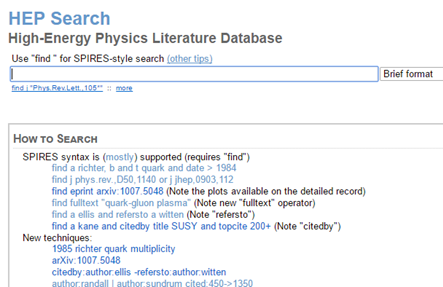 HEP Search
High-Energy Physics Literature Database
Use "find " for SPIRES-style search (other tips)
Brief format
find j "Phys.Rev.Lett.,105*" :: more
HOW TO SEARCH
SPIRES syntax is (mostly) supported (requires "find")
find a richter, b and t quark and date > 1984
find j phys.rev.,D50,1140 or j jhep,0903,112
find eprint arxiv:1007.5048 (Note the plots available on the detailed record)
find fulltext "quark-gluon plasma" (Note new "fulltext" operator)
find a ellis and refersto a witten (Note "refersto")
find a kane and citedby title SUSY and topcite 200+ (Note "citedby")
New techniques:
1985 richter quark multiplicity
arXiv:1007.5048
citedby:author:ellis -refersto:author:witten
author:randall | author:sundrum cited:450->1350